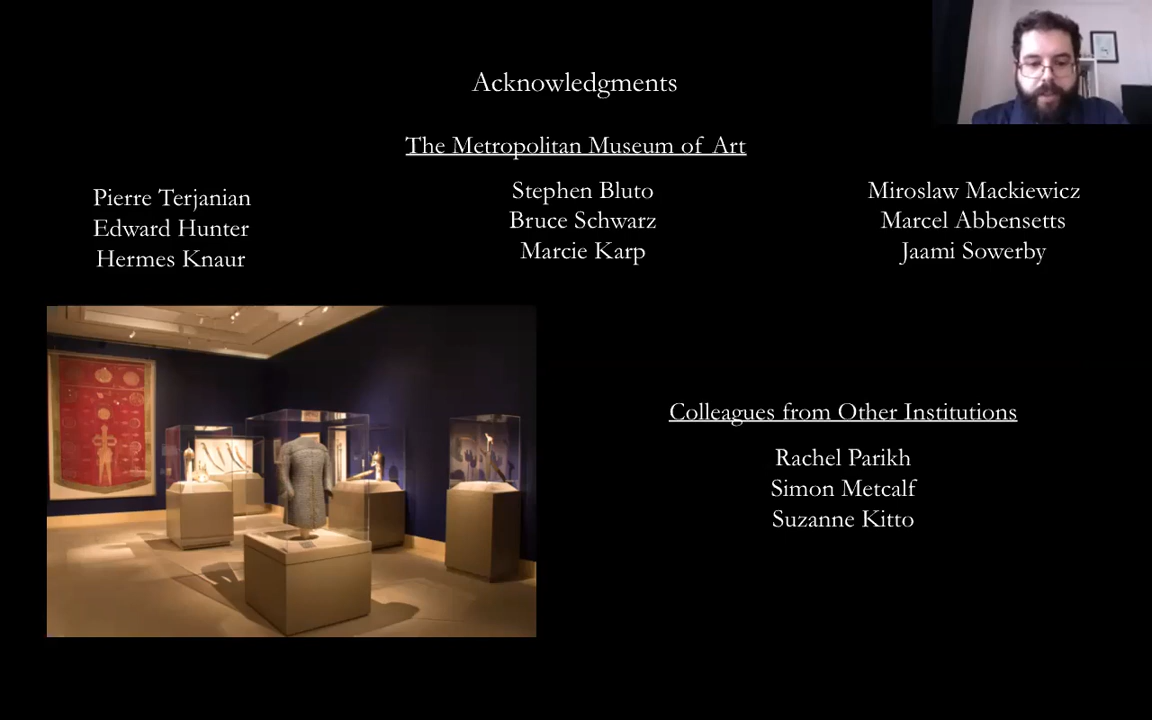 Acknowledgments
The Metropolitan Museum of Art
Pierre Terjanian
Edward Hunter
Hermes Knaur
Stephen Bluto
Bruce Schwarz
Marcie Karp
Miroslaw Mackiewicz
Marcel Abbensetts
Jaami Sowerby
Colleagues from Other Institutions
Rachel Parikh
Simon Metcalf
Suzanne Kitto